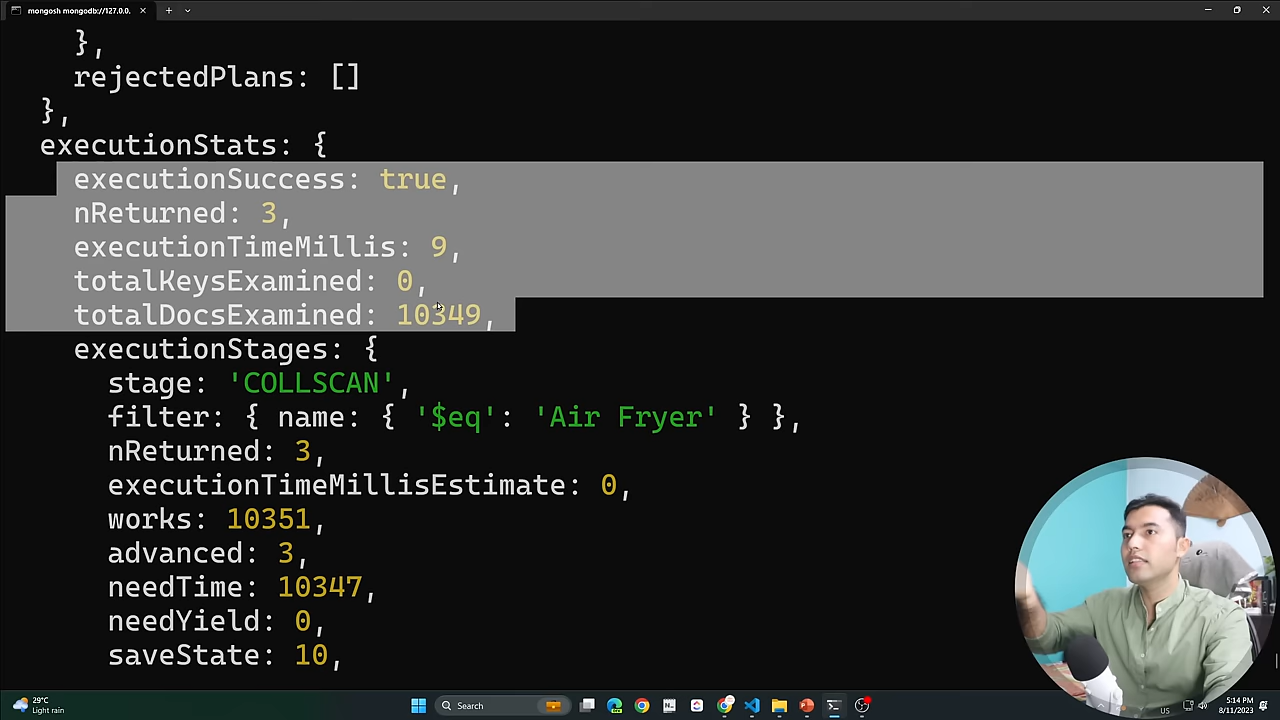 mongosh mongodb://127.0.0.
},
rejectedPlans: []
},
executionStats: {
executionSuccess: true,
nReturned: 3,
executionTimeMillis: 9,
totalKeysExamined: 0,
totalDocsExamined: 10349,
executionStages: {
stage: 'COLLSCAN',
filter: { name: { '$eq': 'Air Fryer' } },
nReturned: 3,
executionTimeMillisEstimate: 0,
works: 10351,
advanced: 3,
needTime: 10347,
needYield: 0,
saveState: 10,
29°C
Light rain
Search
US
5:14 PM
8/11/2023